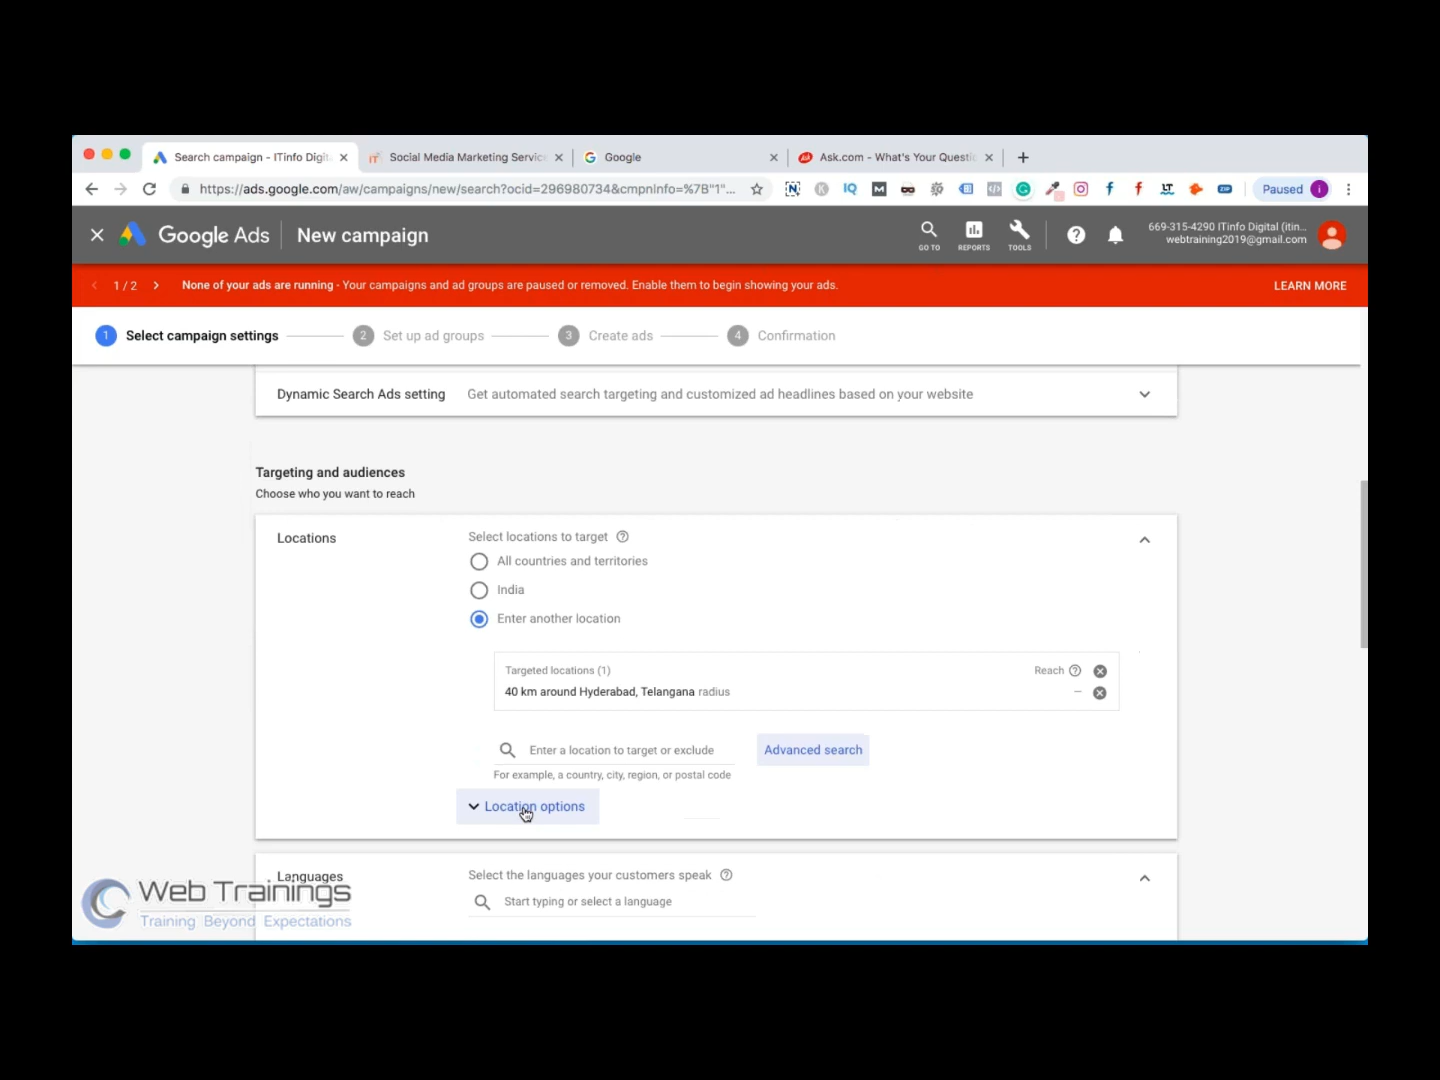 Search campaign - ITinfo Digit
Social Media Marketing Service
Google
Ask.com - What's Your Questio
https://ads.google.com/aw/campaigns/new/search?ocid=296980734&cmpnInfo=%7B"1"...
N
K
IQ
M
LT
ZIP
Paused
i
Google Ads
New campaign
GO TO
REPORTS
TOOLS
669-315-4290 ITinfo Digital (itin...
webtraining2019@gmail.com
1 / 2
None of your ads are running - Your campaigns and ad groups are paused or removed. Enable them to begin showing your ads.
LEARN MORE
1 Select campaign settings
2 Set up ad groups
3 Create ads
4 Confirmation
Dynamic Search Ads setting
Get automated search targeting and customized ad headlines based on your website
Targeting and audiences
Choose who you want to reach
Locations
Select locations to target
All countries and territories
India
Enter another location
Targeted locations (1)
Reach
40 km around Hyderabad, Telangana radius
–
Enter a location to target or exclude
Advanced search
For example, a country, city, region, or postal code
Location options
Languages
Select the languages your customers speak
Start typing or select a language
Web Trainings
Training Beyond Expectations